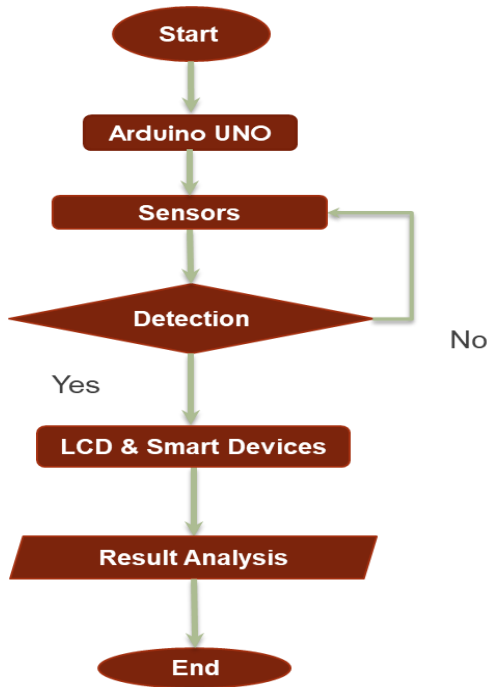 Start
Arduino UNO
Sensors
Detection
No
Yes
LCD & Smart Devices
Result Analysis
End